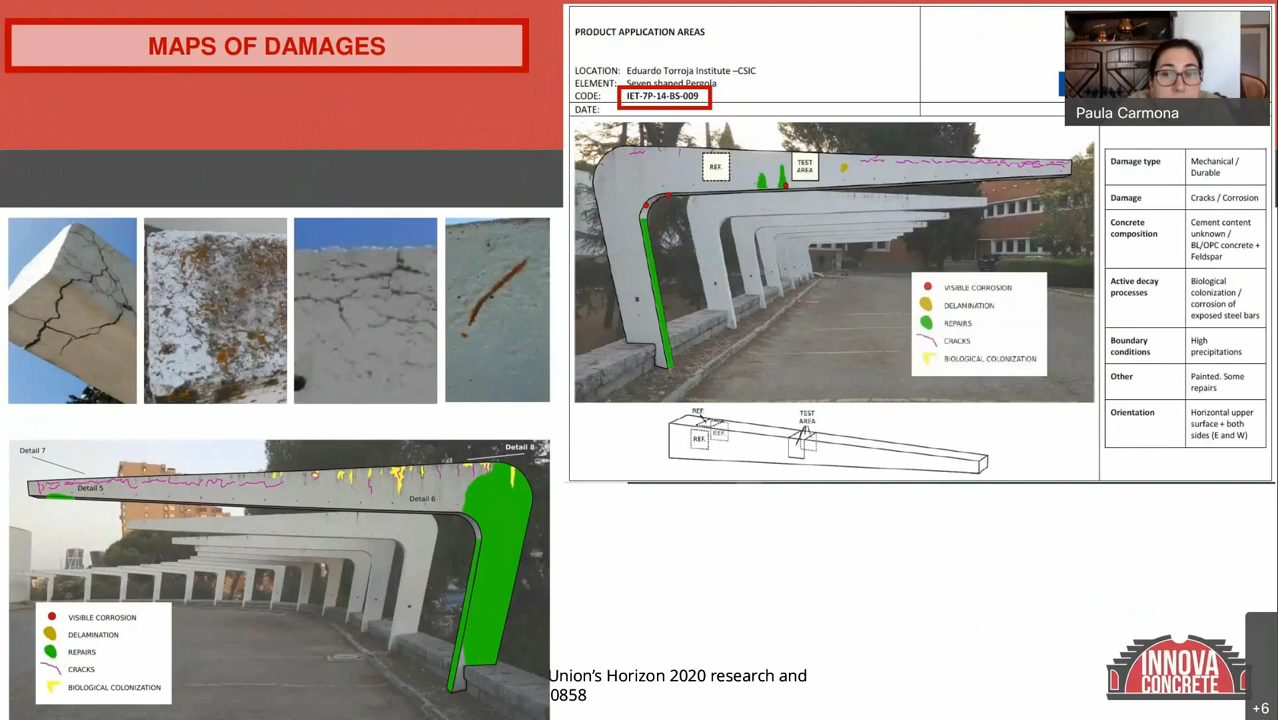 MAPS OF DAMAGES
PRODUCT APPLICATION AREAS
LOCATION: Eduardo Torroja Institute –CSIC
ELEMENT: Seven shaped Pergola
CODE: IET-7P-14-BS-009
DATE:
Paula Carmona
REF.
TEST
AREA
VISIBLE CORROSION
DELAMINATION
REPAIRS
CRACKS
BIOLOGICAL COLONIZATION
REF.
REF.
REF.
TEST
AREA
Damage type Mechanical /
Durable
Damage Cracks / Corrosion
Concrete Cement content
composition unknown /
BL/OPC concrete +
Feldspar
Active decay Biological
processes colonization /
corrosion of
exposed steel bars
Boundary High
conditions precipitations
Other Painted. Some
repairs
Orientation Horizontal upper
surface + both
sides (E and W)
Detail 7
Detail 8
Detail 5
Detail 6
VISIBLE CORROSION
DELAMINATION
REPAIRS
CRACKS
BIOLOGICAL COLONIZATION
Union’s Horizon 2020 research and
0858
INNOVA
CONCRETE
+6